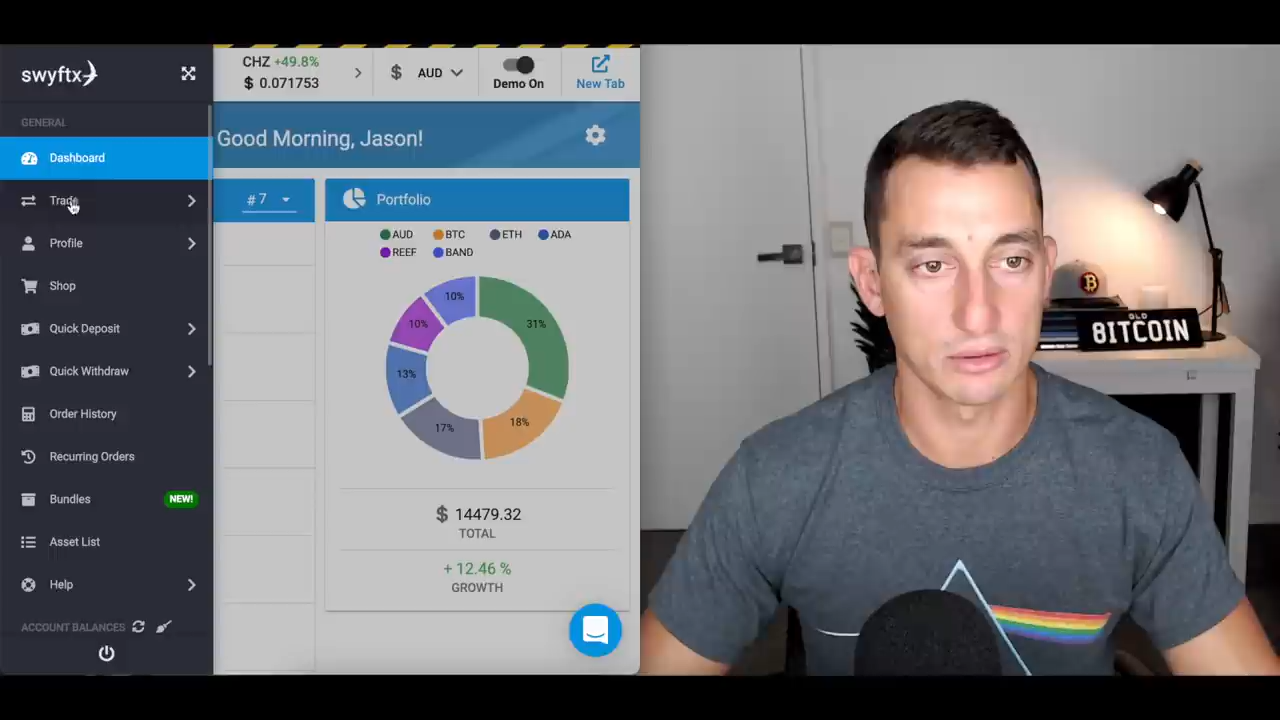 swyftx
GENERAL
Dashboard
Trade
Profile
Shop
Quick Deposit
Quick Withdraw
Order History
Recurring Orders
Bundles
NEW!
Asset List
Help
ACCOUNT BALANCES
CHZ +49.8%
$ 0.071753
$ AUD
Demo On
New Tab
Good Morning, Jason!
# 7
Portfolio
AUD BTC ETH ADA
REEF BAND
10%
31%
10%
13%
18%
17%
$ 14479.32
TOTAL
+ 12.46 %
GROWTH
B
QLD
BITCOIN